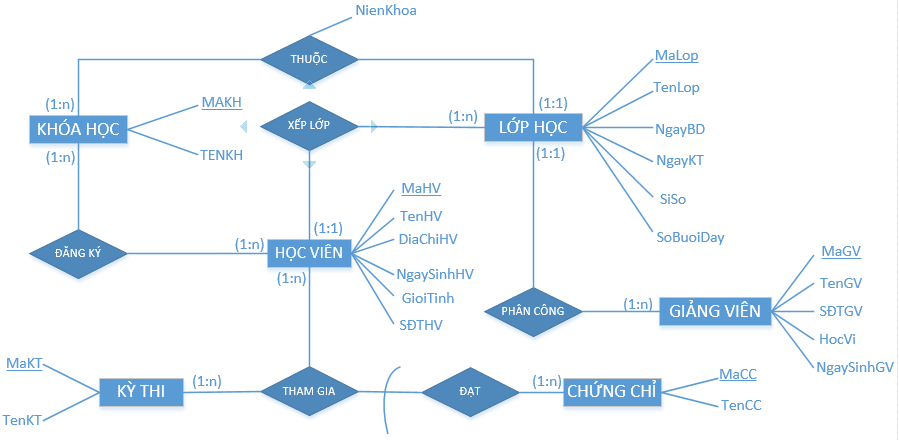 NienKhoa
THUỘC
MaLop
(1:n)
(1:1)
TenLop
MAKH
XẾP LỚP
(1:n)
KHÓA HỌC
LỚP HỌC
NgayBD
(1:n)
TENKH
(1:1)
NgayKT
MaHV
SiSo
TenHV
(1:1)
DiaChiHV
SoBuoiDay
ĐĂNG KÝ
(1:n)
HỌC VIÊN
MaGV
(1:n)
NgaySinhHV
TenGV
GioiTinh
(1:n)
PHÂN CÔNG
GIẢNG VIÊN
SĐTGV
SĐTHV
HocVi
MaKT
NgaySinhGV
(1:n)
(1:n)
MaCC
KỲ THI
THAM GIA
ĐẠT
CHỨNG CHỈ
TenKT
TenCC